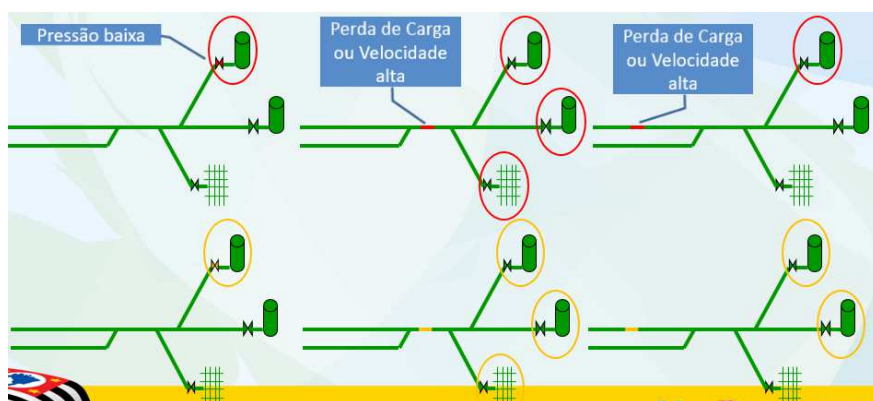 Pressão baixa
Perda de Carga
ou Velocidade
alta
Perda de Carga
ou Velocidade
alta